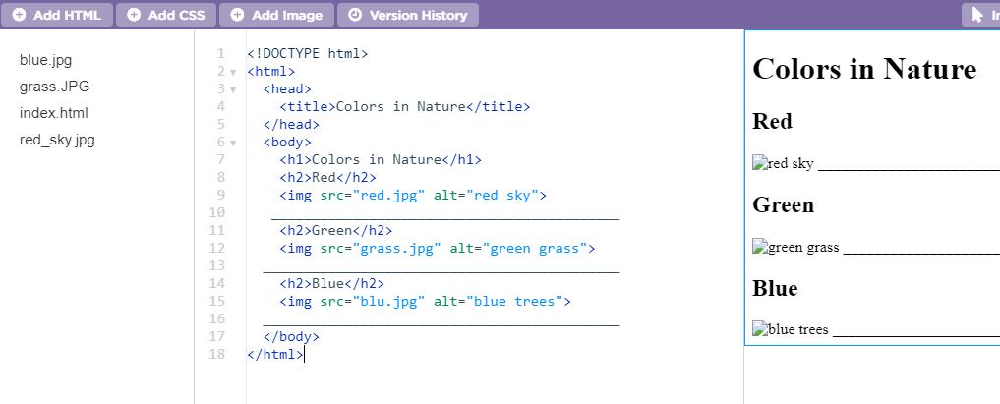 Add HTML Add CSS Add Image Version History In
blue.jpg
grass.JPG
index.html
red_sky.jpg
1 <!DOCTYPE html>
2 <html>
3 <head>
4 <title>Colors in Nature</title>
5 </head>
6 <body>
7 <h1>Colors in Nature</h1>
8 <h2>Red</h2>
9 <img src="red.jpg" alt="red sky">
10 ___________________________________________
11 <h2>Green</h2>
12 <img src="grass.jpg" alt="green grass">
13 ____________________________________________
14 <h2>Blue</h2>
15 <img src="blu.jpg" alt="blue trees">
16 ____________________________________________
17 </body>
18 </html>
Colors in Nature
Red
red sky _______________________
Green
green grass ____________________
Blue
blue trees _____________________